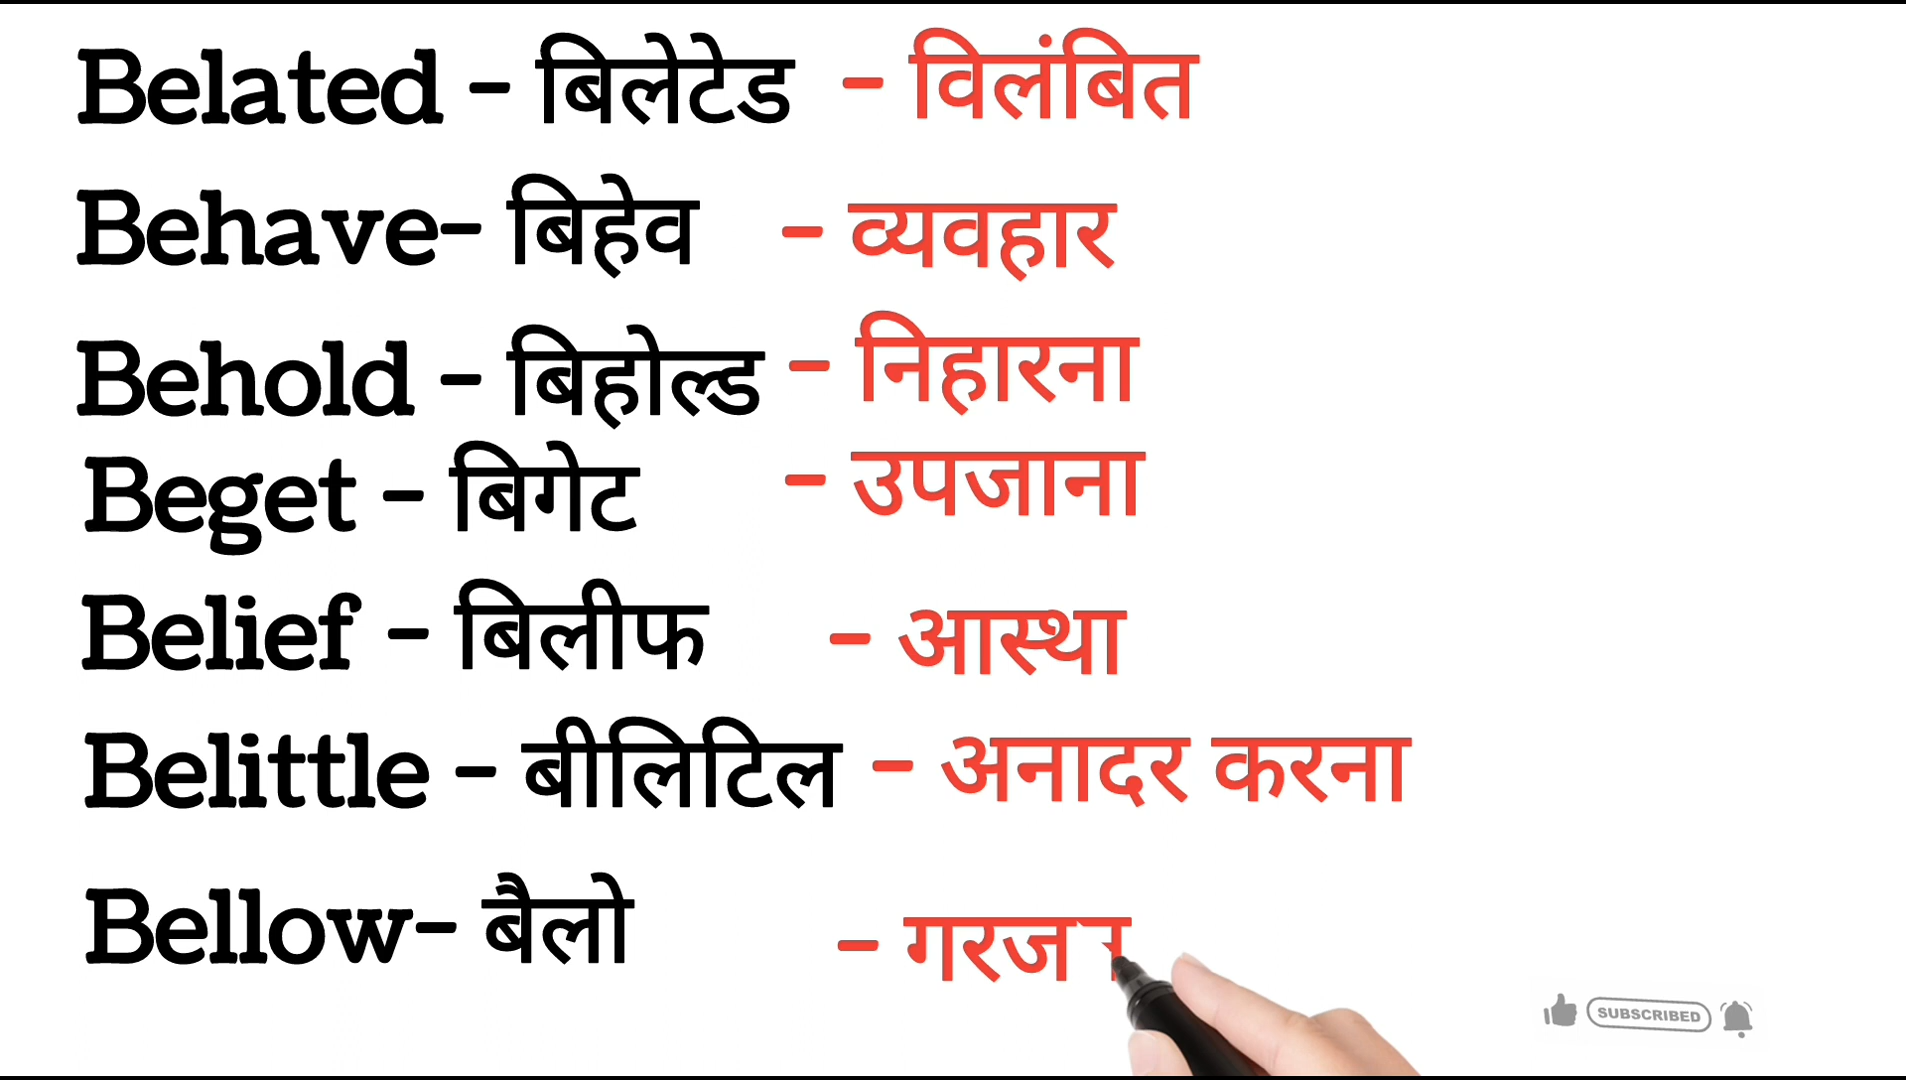 Belated - बिलेटेड - विलंबित
Behave- बिहेव - व्यवहार
Behold - बिहोल्ड - निहारना
Beget - बिगेट - उपजाना
Belief - बिलीफ - आस्था
Belittle - बीलिटिल - अनादर करना
Bellow- बैलो -
SUBSCRIBED